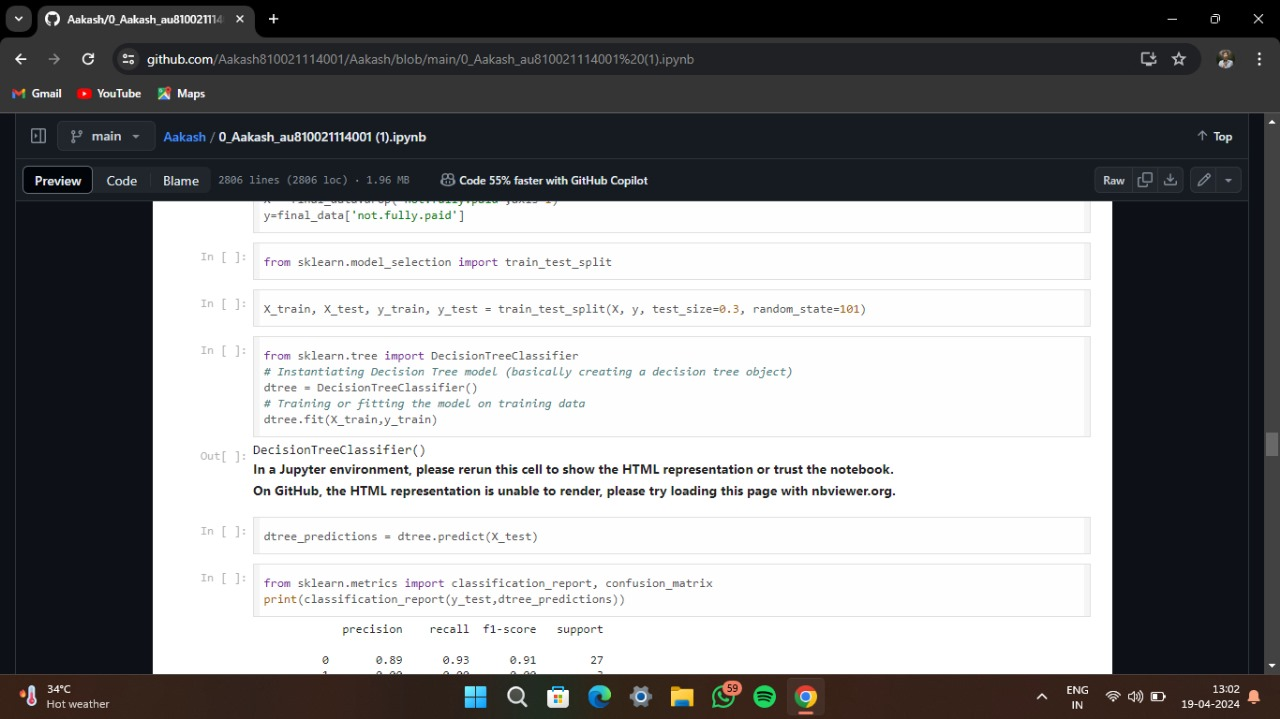 Aakash/0_Aakash_au8100211140
github.com/Aakash810021114001/Aakash/blob/main/0_Aakash_au810021114001%20(1).ipynb
Gmail YouTube Maps
main Aakash / 0_Aakash_au810021114001 (1).ipynb Top
Preview Code Blame 2806 lines (2806 loc) · 1.96 MB Code 55% faster with GitHub Copilot Raw
y=final_data['not.fully.paid']
In [ ]: from sklearn.model_selection import train_test_split
In [ ]: X_train, X_test, y_train, y_test = train_test_split(X, y, test_size=0.3, random_state=101)
In [ ]: from sklearn.tree import DecisionTreeClassifier
# Instantiating Decision Tree model (basically creating a decision tree object)
dtree = DecisionTreeClassifier()
# Training or fitting the model on training data
dtree.fit(X_train,y_train)
Out[ ]: DecisionTreeClassifier()
In a Jupyter environment, please rerun this cell to show the HTML representation or trust the notebook.
On GitHub, the HTML representation is unable to render, please try loading this page with nbviewer.org.
In [ ]: dtree_predictions = dtree.predict(X_test)
In [ ]: from sklearn.metrics import classification_report, confusion_matrix
print(classification_report(y_test,dtree_predictions))
precision recall f1-score support
0 0.89 0.93 0.91 27
34°C
Hot weather
59
ENG
IN
13:02
19-04-2024